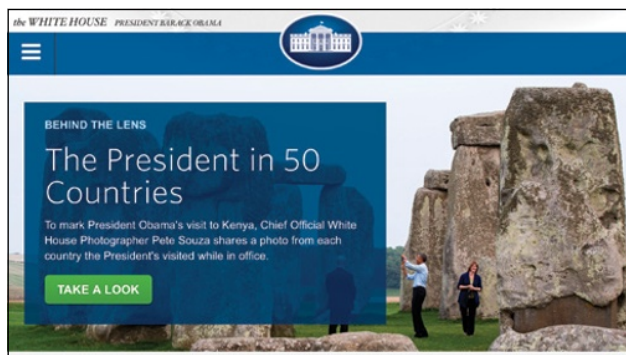 the WHITE HOUSE PRESIDENT BARACK OBAMA
BEHIND THE LENS
The President in 50
Countries
To mark President Obama's visit to Kenya, Chief Official White
House Photographer Pete Souza shares a photo from each
country the President's visited while in office.
TAKE A LOOK